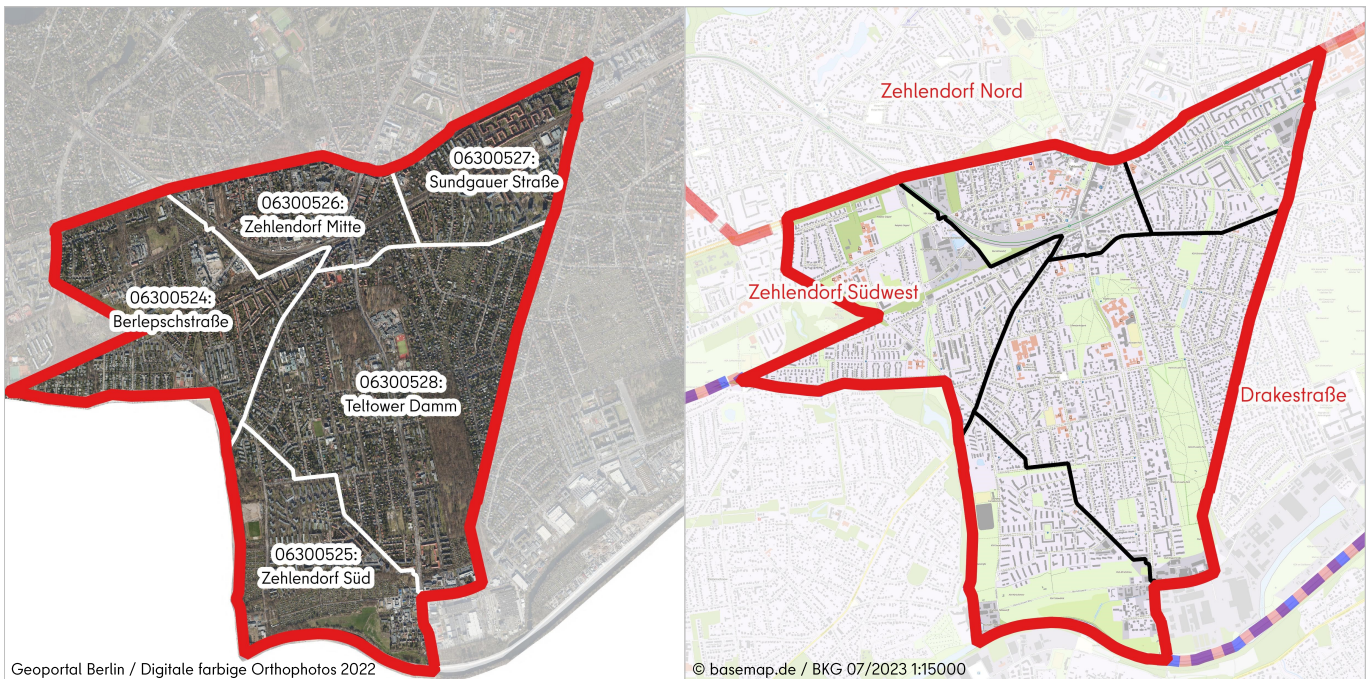 06300527:
Sundgauer Straße
06300526:
Zehlendorf Mitte
06300524:
Berlepschstraße
06300528:
Teltower Damm
06300525:
Zehlendorf Süd
Geoportal Berlin / Digitale farbige Orthophotos 2022
Zehlendorf Nord
Zehlendorf Südwest
Drakestraße
© basemap.de / BKG 07/2023 1:15000